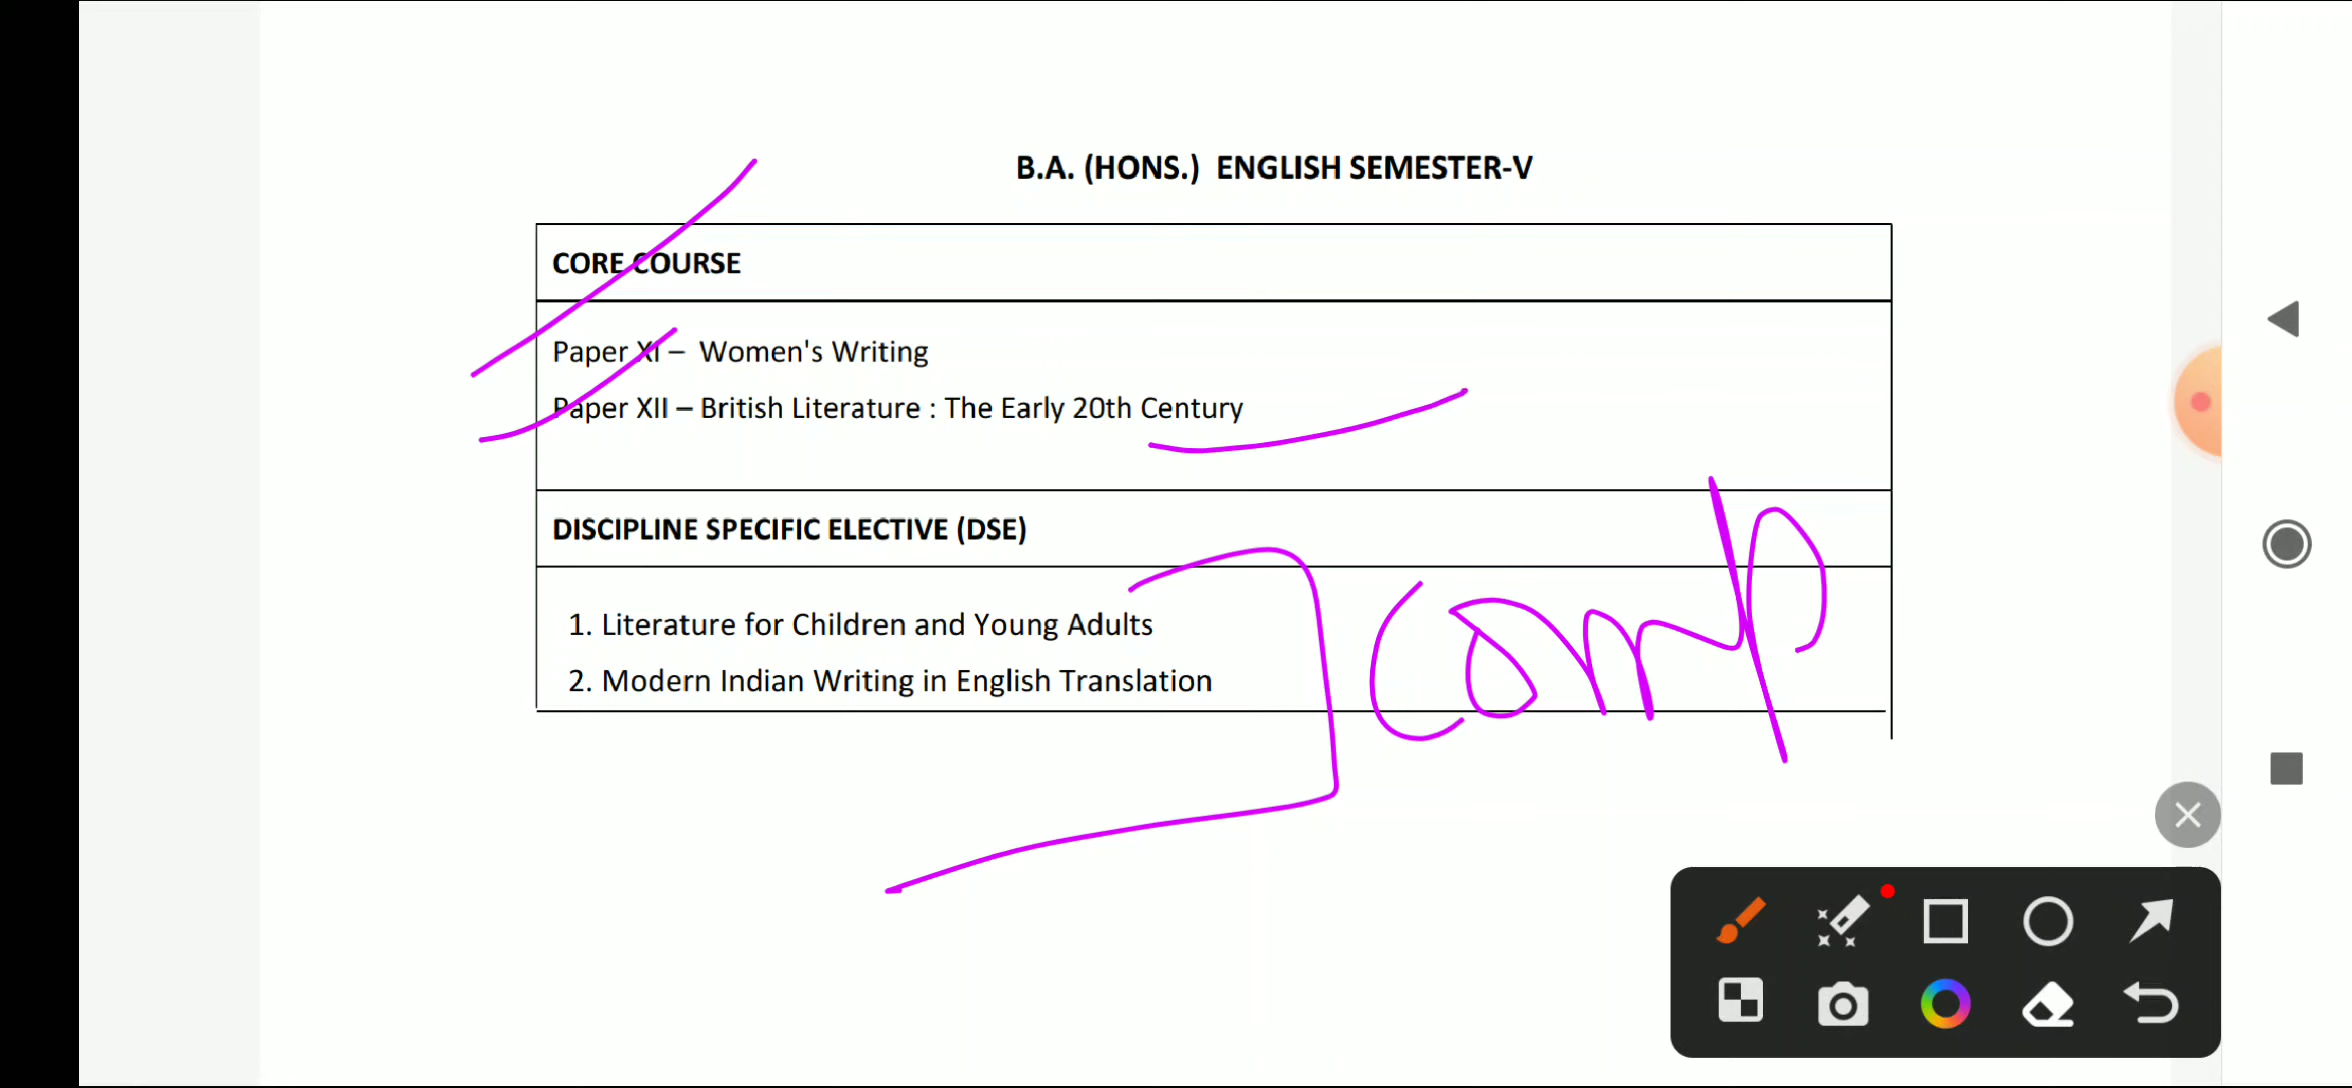 B.A. (HONS.) ENGLISH SEMESTER-V
CORE COURSE
Paper XI – Women's Writing
Paper XII – British Literature : The Early 20th Century
DISCIPLINE SPECIFIC ELECTIVE (DSE)
1. Literature for Children and Young Adults
2. Modern Indian Writing in English Translation
Comp